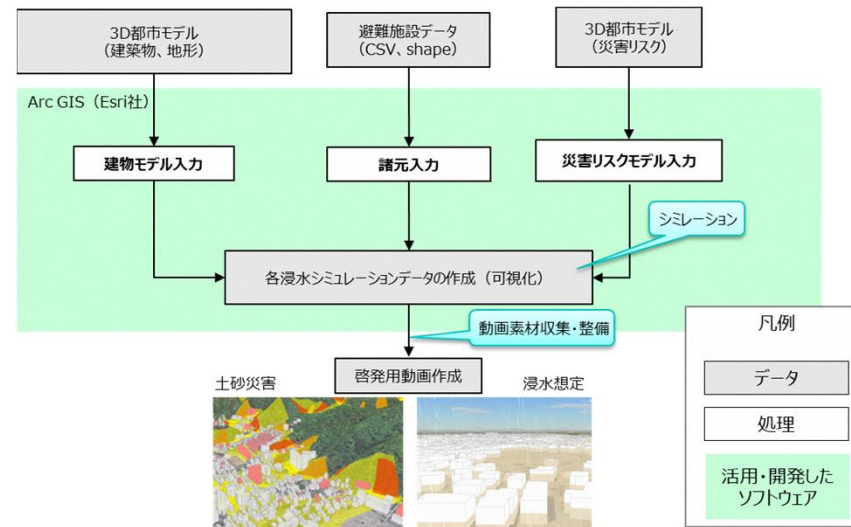 3D都市モデル
（建築物、地形）
避難施設データ
（CSV、shape）
3D都市モデル
（災害リスク）
Arc GIS（Esri社）
建物モデル入力
諸元入力
災害リスクモデル入力
シミレーション
各浸水シミュレーションデータの作成（可視化）
動画素材収集・整備
啓発用動画作成
土砂災害
浸水想定
凡例
データ
処理
活用・開発した
ソフトウェア